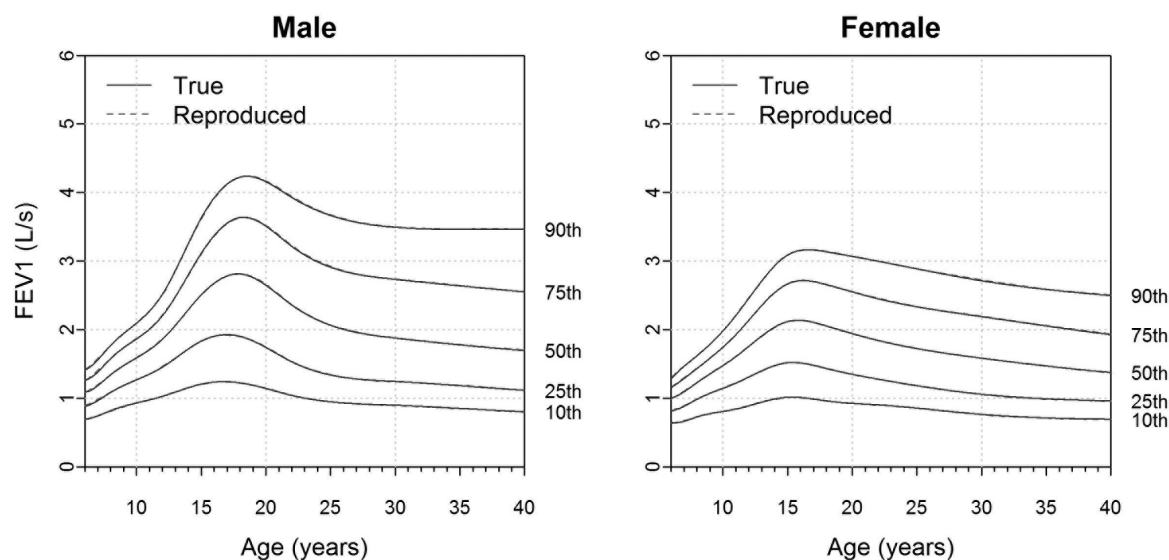 Male
True
Reproduced
FEV1 (L/s)
6
5
4
3
2
1
0
90th
75th
50th
25th
10th
10 15 20 25 30 35 40
Age (years)
Female
True
Reproduced
6
5
4
3
2
1
0
90th
75th
50th
25th
10th
10 15 20 25 30 35 40
Age (years)